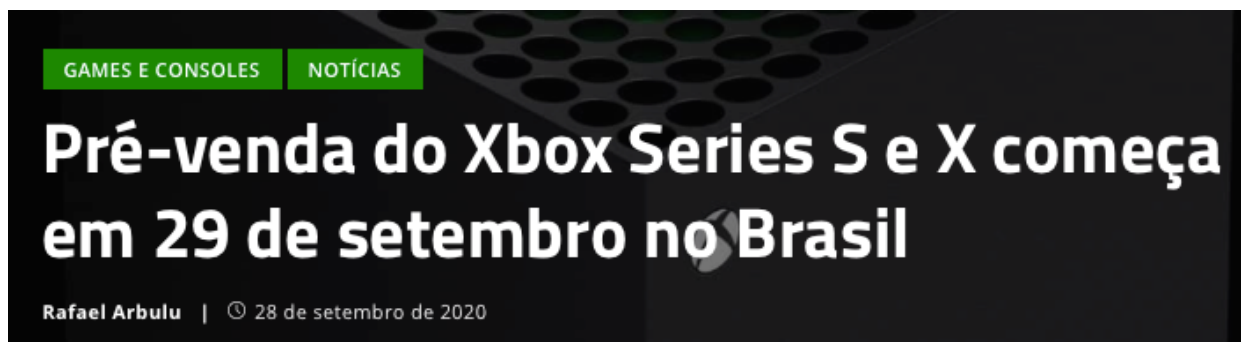 GAMES E CONSOLES NOTÍCIAS
Pré-venda do Xbox Series S e X começa
em 29 de setembro no Brasil
Rafael Arbulu | 28 de setembro de 2020